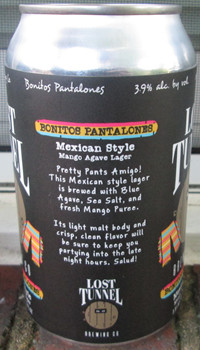 Bonitos Pantalones
3.9% alc. by vol
BONITOS PANTALONES
Mexican Style
Mango Agave Lager
Pretty Pants Amigo!
This Mexican style lager
is brewed with Blue
Agave, Sea Salt, and
fresh Mango Puree.
Its light malt body and
crisp, clean flavor will
be sure to keep you
partying into the late
night hours. Salud!
LOST
TUNNEL
BREWING CO